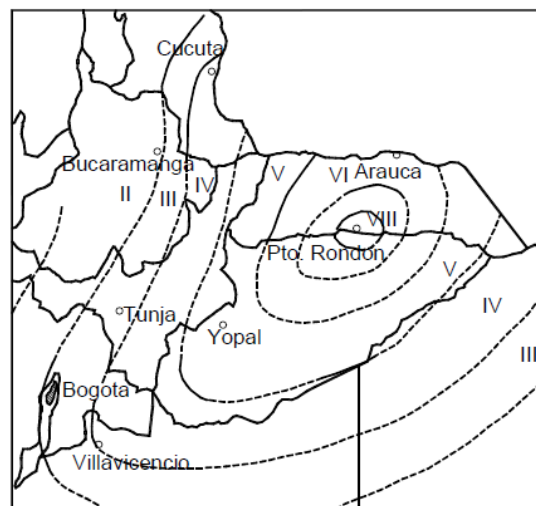 Cucuta
Bucaramanga
II
III
IV
V
VI
Arauca
VIII
Pto. Rondon
V
IV
III
Tunja
Yopal
Bogota
Villavicencio